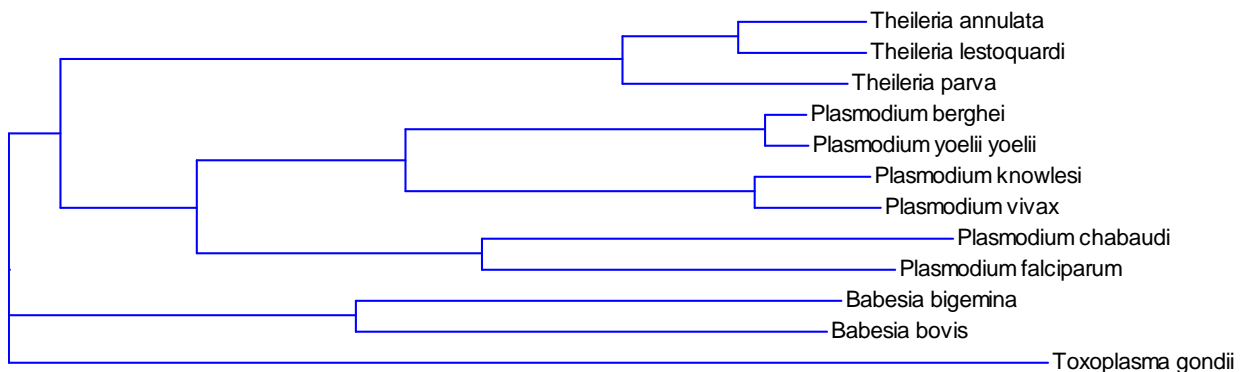 Theileria annulata
Theileria lestoquardi
Theileria parva
Plasmodium berghei
Plasmodium yoelii yoelii
Plasmodium knowlesi
Plasmodium vivax
Plasmodium chabaudi
Plasmodium falciparum
Babesia bigemina
Babesia bovis
Toxoplasma gondii